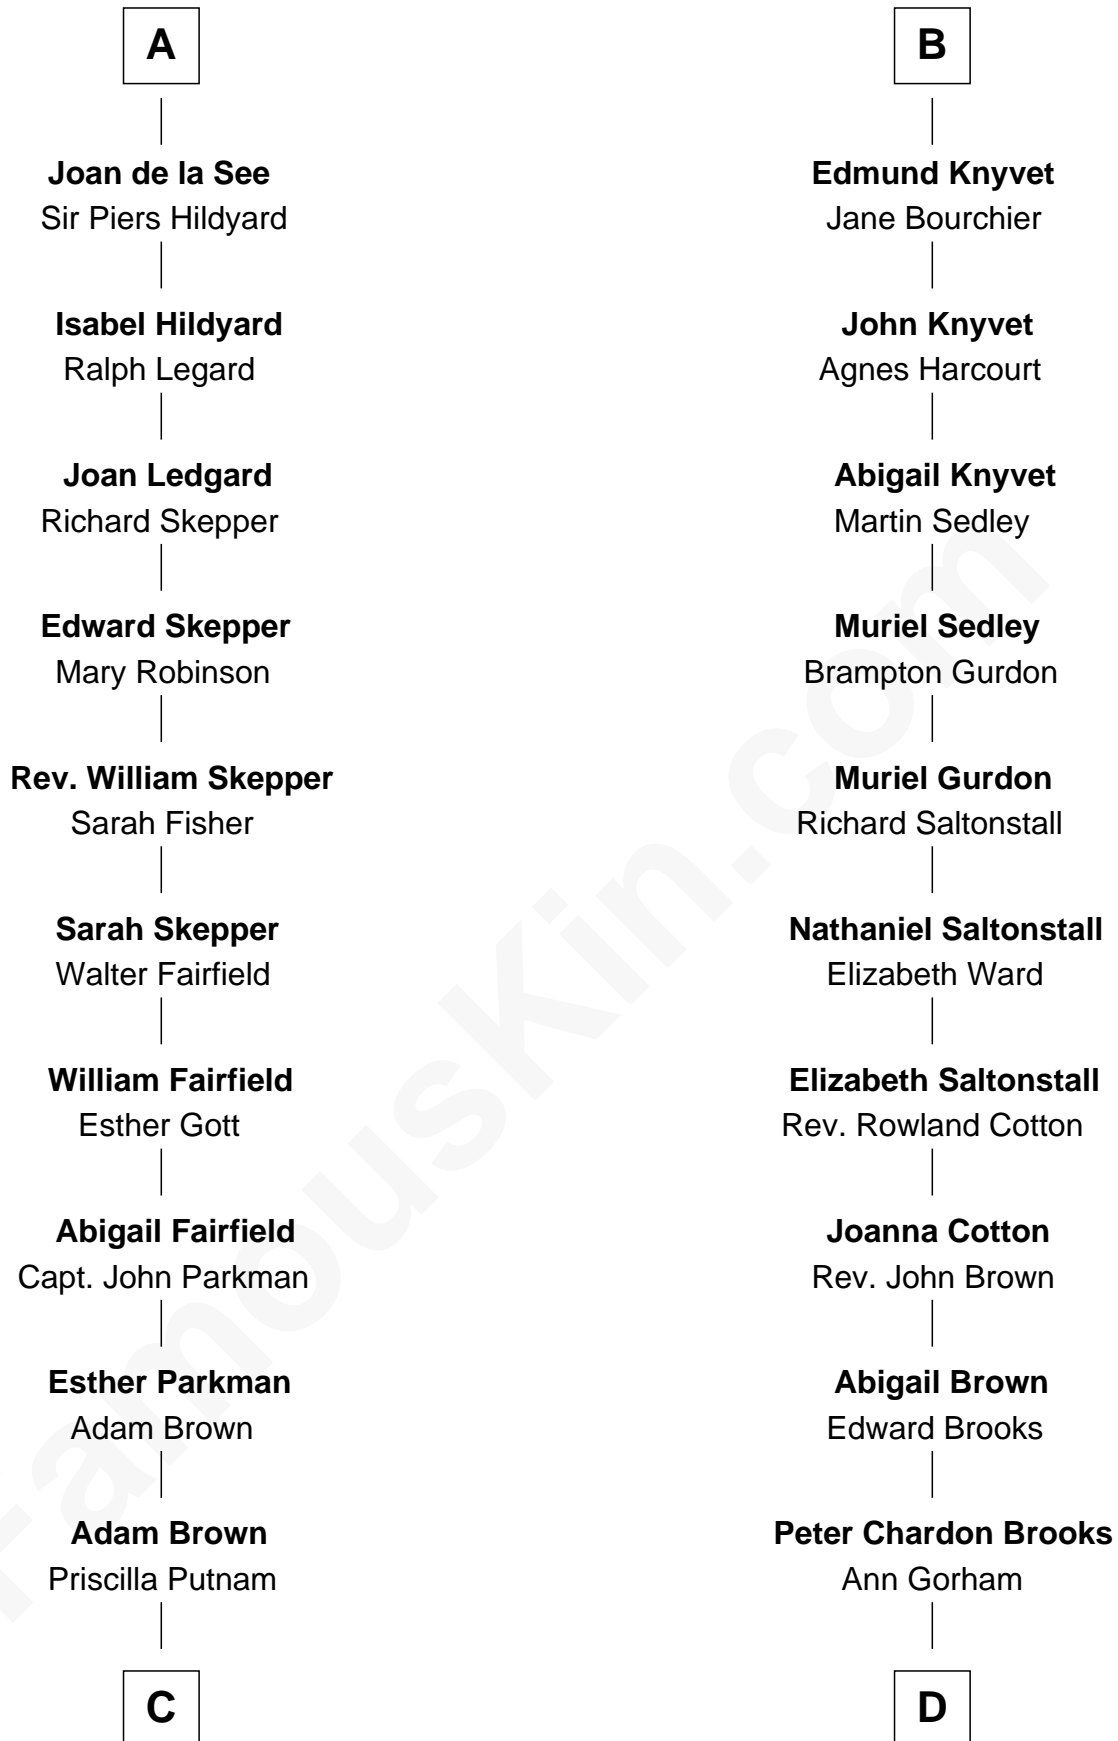 A
Joan de la See
Sir Piers Hildyard
Isabel Hildyard
Ralph Legard
Joan Ledgard
Richard Skepper
Edward Skepper
Mary Robinson
Rev. William Skepper
Sarah Fisher
Sarah Skepper
Walter Fairfield
William Fairfield
Esther Gott
Abigail Fairfield
Capt. John Parkman
Esther Parkman
Adam Brown
Adam Brown
Priscilla Putnam
C
B
Edmund Knyvet
Jane Bourchier
John Knyvet
Agnes Harcourt
Abigail Knyvet
Martin Sedley
Muriel Sedley
Brampton Gurdon
Muriel Gurdon
Richard Saltonstall
Nathaniel Saltonstall
Elizabeth Ward
Elizabeth Saltonstall
Rev. Rowland Cotton
Joanna Cotton
Rev. John Brown
Abigail Brown
Edward Brooks
Peter Chardon Brooks
Ann Gorham
D
FamousKin.com